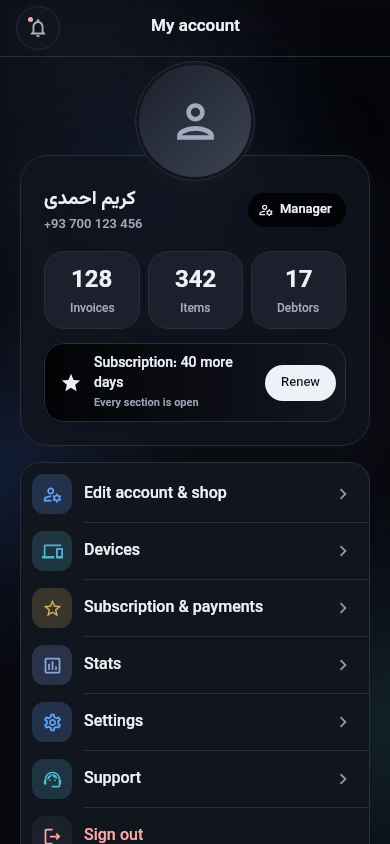 My account
کریم احمدی
Manager
+93 700 123 456
128
342
17
Invoices
Items
Debtors
Subscription: 40 more
days
Every section is open
Renew
Edit account & shop
Devices
Subscription & payments
Stats
Settings
Support
Sign out